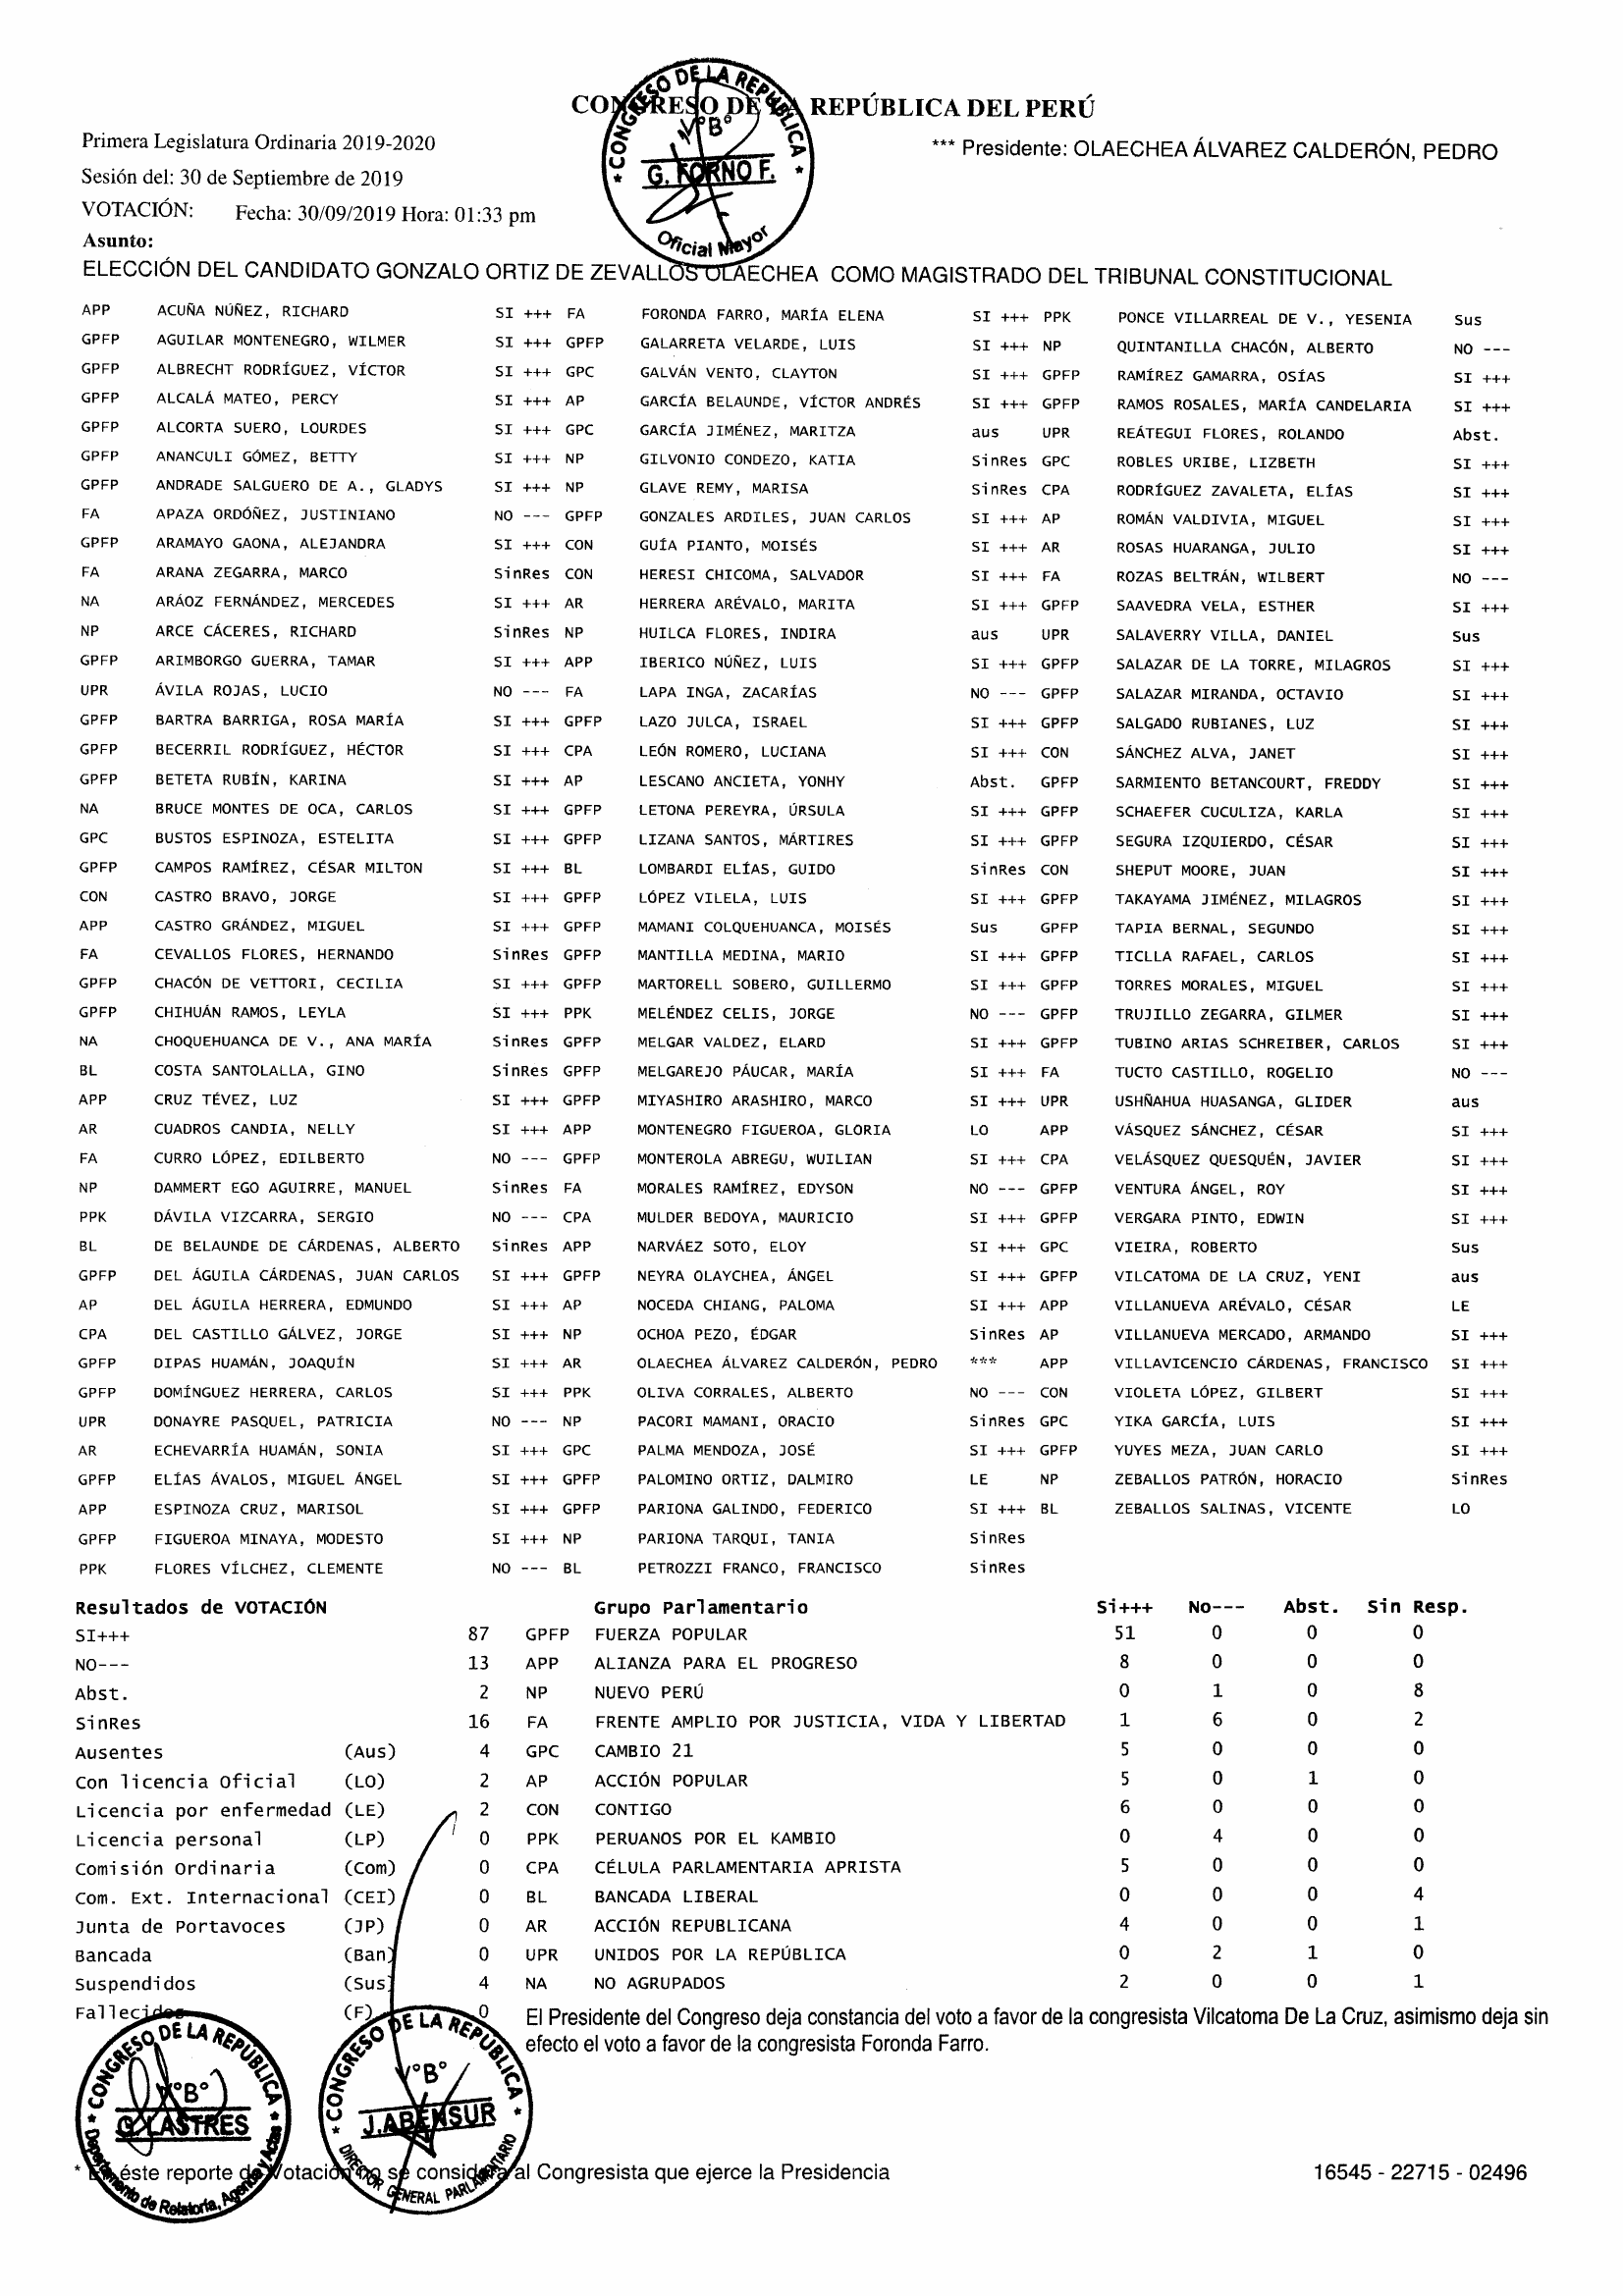 CONGRESO DE LA REPÚBLICA DEL PERÚ
Primera Legislatura Ordinaria 2019-2020
*** Presidente: OLAECHEA ÁLVAREZ CALDERÓN, PEDRO
Sesión del: 30 de Septiembre de 2019
VOTACIÓN: Fecha: 30/09/2019 Hora: 01:33 pm
CONGRESO DE LA REPUBLICA
V°B°
G. FORNO F.
Oficial Mayor
Asunto:
ELECCIÓN DEL CANDIDATO GONZALO ORTIZ DE ZEVALLOS OLAECHEA COMO MAGISTRADO DEL TRIBUNAL CONSTITUCIONAL
APP ACUÑA NÚÑEZ, RICHARD SI +++ FA FORONDA FARRO, MARÍA ELENA SI +++ PPK PONCE VILLARREAL DE V., YESENIA Sus
GPFP AGUILAR MONTENEGRO, WILMER SI +++ GPFP GALARRETA VELARDE, LUIS SI +++ NP QUINTANILLA CHACÓN, ALBERTO NO ---
GPFP ALBRECHT RODRÍGUEZ, VÍCTOR SI +++ GPC GALVÁN VENTO, CLAYTON SI +++ GPFP RAMÍREZ GAMARRA, OSÍAS SI +++
GPFP ALCALÁ MATEO, PERCY SI +++ AP GARCÍA BELAUNDE, VÍCTOR ANDRÉS SI +++ GPFP RAMOS ROSALES, MARÍA CANDELARIA SI +++
GPFP ALCORTA SUERO, LOURDES SI +++ GPC GARCÍA JIMÉNEZ, MARITZA aus UPR REÁTEGUI FLORES, ROLANDO Abst.
GPFP ANANCULI GÓMEZ, BETTY SI +++ NP GILVONIO CONDEZO, KATIA SinRes GPC ROBLES URIBE, LIZBETH SI +++
GPFP ANDRADE SALGUERO DE A., GLADYS SI +++ NP GLAVE REMY, MARISA SinRes CPA RODRÍGUEZ ZAVALETA, ELÍAS SI +++
FA APAZA ORDÓÑEZ, JUSTINIANO NO --- GPFP GONZALES ARDILES, JUAN CARLOS SI +++ AP ROMÁN VALDIVIA, MIGUEL SI +++
GPFP ARAMAYO GAONA, ALEJANDRA SI +++ CON GUÍA PIANTO, MOISÉS SI +++ AR ROSAS HUARANGA, JULIO SI +++
FA ARANA ZEGARRA, MARCO SinRes CON HERESI CHICOMA, SALVADOR SI +++ FA ROZAS BELTRÁN, WILBERT NO ---
NA ARÁOZ FERNÁNDEZ, MERCEDES SI +++ AR HERRERA ARÉVALO, MARITA SI +++ GPFP SAAVEDRA VELA, ESTHER SI +++
NP ARCE CÁCERES, RICHARD SinRes NP HUILCA FLORES, INDIRA aus UPR SALAVERRY VILLA, DANIEL Sus
GPFP ARIMBORGO GUERRA, TAMAR SI +++ APP IBERICO NÚÑEZ, LUIS SI +++ GPFP SALAZAR DE LA TORRE, MILAGROS SI +++
UPR ÁVILA ROJAS, LUCIO NO --- FA LAPA INGA, ZACARÍAS NO --- GPFP SALAZAR MIRANDA, OCTAVIO SI +++
GPFP BARTRA BARRIGA, ROSA MARÍA SI +++ GPFP LAZO JULCA, ISRAEL SI +++ GPFP SALGADO RUBIANES, LUZ SI +++
GPFP BECERRIL RODRÍGUEZ, HÉCTOR SI +++ CPA LEÓN ROMERO, LUCIANA SI +++ CON SÁNCHEZ ALVA, JANET SI +++
GPFP BETETA RUBÍN, KARINA SI +++ AP LESCANO ANCIETA, YONHY Abst. GPFP SARMIENTO BETANCOURT, FREDDY SI +++
NA BRUCE MONTES DE OCA, CARLOS SI +++ GPFP LETONA PEREYRA, ÚRSULA SI +++ GPFP SCHAEFER CUCULIZA, KARLA SI +++
GPC BUSTOS ESPINOZA, ESTELITA SI +++ GPFP LIZANA SANTOS, MÁRTIRES SI +++ GPFP SEGURA IZQUIERDO, CÉSAR SI +++
GPFP CAMPOS RAMÍREZ, CÉSAR MILTON SI +++ BL LOMBARDI ELÍAS, GUIDO SinRes CON SHEPUT MOORE, JUAN SI +++
CON CASTRO BRAVO, JORGE SI +++ GPFP LÓPEZ VILELA, LUIS SI +++ GPFP TAKAYAMA JIMÉNEZ, MILAGROS SI +++
APP CASTRO GRÁNDEZ, MIGUEL SI +++ GPFP MAMANI COLQUEHUANCA, MOISÉS Sus GPFP TAPIA BERNAL, SEGUNDO SI +++
FA CEVALLOS FLORES, HERNANDO SinRes GPFP MANTILLA MEDINA, MARIO SI +++ GPFP TICLLA RAFAEL, CARLOS SI +++
GPFP CHACÓN DE VETTORI, CECILIA SI +++ GPFP MARTORELL SOBERO, GUILLERMO SI +++ GPFP TORRES MORALES, MIGUEL SI +++
GPFP CHIHUÁN RAMOS, LEYLA SI +++ PPK MELÉNDEZ CELIS, JORGE NO --- GPFP TRUJILLO ZEGARRA, GILMER SI +++
NA CHOQUEHUANCA DE V., ANA MARÍA SinRes GPFP MELGAR VALDEZ, ELARD SI +++ GPFP TUBINO ARIAS SCHREIBER, CARLOS SI +++
BL COSTA SANTOLALLA, GINO SinRes GPFP MELGAREJO PÁUCAR, MARÍA SI +++ FA TUCTO CASTILLO, ROGELIO NO ---
APP CRUZ TÉVEZ, LUZ SI +++ GPFP MIYASHIRO ARASHIRO, MARCO SI +++ UPR USHÑAHUA HUASANGA, GLIDER aus
AR CUADROS CANDIA, NELLY SI +++ APP MONTENEGRO FIGUEROA, GLORIA LO APP VÁSQUEZ SÁNCHEZ, CÉSAR SI +++
FA CURRO LÓPEZ, EDILBERTO NO --- GPFP MONTEROLA ABREGU, WUILIAN SI +++ CPA VELÁSQUEZ QUESQUÉN, JAVIER SI +++
NP DAMMERT EGO AGUIRRE, MANUEL SinRes FA MORALES RAMÍREZ, EDYSON NO --- GPFP VENTURA ÁNGEL, ROY SI +++
PPK DÁVILA VIZCARRA, SERGIO NO --- CPA MULDER BEDOYA, MAURICIO SI +++ GPFP VERGARA PINTO, EDWIN SI +++
BL DE BELAUNDE DE CÁRDENAS, ALBERTO SinRes APP NARVÁEZ SOTO, ELOY SI +++ GPC VIEIRA, ROBERTO Sus
GPFP DEL ÁGUILA CÁRDENAS, JUAN CARLOS SI +++ GPFP NEYRA OLAYCHEA, ÁNGEL SI +++ GPFP VILCATOMA DE LA CRUZ, YENI aus
AP DEL ÁGUILA HERRERA, EDMUNDO SI +++ AP NOCEDA CHIANG, PALOMA SI +++ APP VILLANUEVA ARÉVALO, CÉSAR LE
CPA DEL CASTILLO GÁLVEZ, JORGE SI +++ NP OCHOA PEZO, ÉDGAR SinRes AP VILLANUEVA MERCADO, ARMANDO SI +++
GPFP DIPAS HUAMÁN, JOAQUÍN SI +++ AR OLAECHEA ÁLVAREZ CALDERÓN, PEDRO *** APP VILLAVICENCIO CÁRDENAS, FRANCISCO SI +++
GPFP DOMÍNGUEZ HERRERA, CARLOS SI +++ PPK OLIVA CORRALES, ALBERTO NO --- CON VIOLETA LÓPEZ, GILBERT SI +++
UPR DONAYRE PASQUEL, PATRICIA NO --- NP PACORI MAMANI, ORACIO SinRes GPC YIKA GARCÍA, LUIS SI +++
AR ECHEVARRÍA HUAMÁN, SONIA SI +++ GPC PALMA MENDOZA, JOSÉ SI +++ GPFP YUYES MEZA, JUAN CARLO SI +++
GPFP ELÍAS ÁVALOS, MIGUEL ÁNGEL SI +++ GPFP PALOMINO ORTIZ, DALMIRO LE NP ZEBALLOS PATRÓN, HORACIO SinRes
APP ESPINOZA CRUZ, MARISOL SI +++ GPFP PARIONA GALINDO, FEDERICO SI +++ BL ZEBALLOS SALINAS, VICENTE LO
GPFP FIGUEROA MINAYA, MODESTO SI +++ NP PARIONA TARQUI, TANIA SinRes
PPK FLORES VÍLCHEZ, CLEMENTE NO --- BL PETROZZI FRANCO, FRANCISCO SinRes
Resultados de VOTACIÓN Grupo Parlamentario Si+++ No--- Abst. Sin Resp.
SI+++ 87 GPFP FUERZA POPULAR 51 0 0 0
NO--- 13 APP ALIANZA PARA EL PROGRESO 8 0 0 0
Abst. 2 NP NUEVO PERÚ 0 1 0 8
SinRes 16 FA FRENTE AMPLIO POR JUSTICIA, VIDA Y LIBERTAD 1 6 0 2
Ausentes (Aus) 4 GPC CAMBIO 21 5 0 0 0
Con licencia Oficial (LO) 2 AP ACCIÓN POPULAR 5 0 1 0
Licencia por enfermedad (LE) 2 CON CONTIGO 6 0 0 0
Licencia personal (LP) 0 PPK PERUANOS POR EL KAMBIO 0 4 0 0
Comisión Ordinaria (Com) 0 CPA CÉLULA PARLAMENTARIA APRISTA 5 0 0 0
Com. Ext. Internacional (CEI) 0 BL BANCADA LIBERAL 0 0 0 4
Junta de Portavoces (JP) 0 AR ACCIÓN REPUBLICANA 4 0 0 1
Bancada (Ban) 0 UPR UNIDOS POR LA REPÚBLICA 0 2 1 0
Suspendidos (Sus) 4 NA NO AGRUPADOS 2 0 0 1
Fallecidos (F) 0
El Presidente del Congreso deja constancia del voto a favor de la congresista Vilcatoma De La Cruz, asimismo deja sin
efecto el voto a favor de la congresista Foronda Farro.
CONGRESO DE LA REPUBLICA
V°B°
G. LASTRES
Departamento de Relatoría, Agenda y Actas
CONGRESO DE LA REPUBLICA
V°B°
J. ABENSUR
DIRECTOR GENERAL PARLAMENTARIO
* En éste reporte de Votación no se considera al Congresista que ejerce la Presidencia
16545 - 22715 - 02496